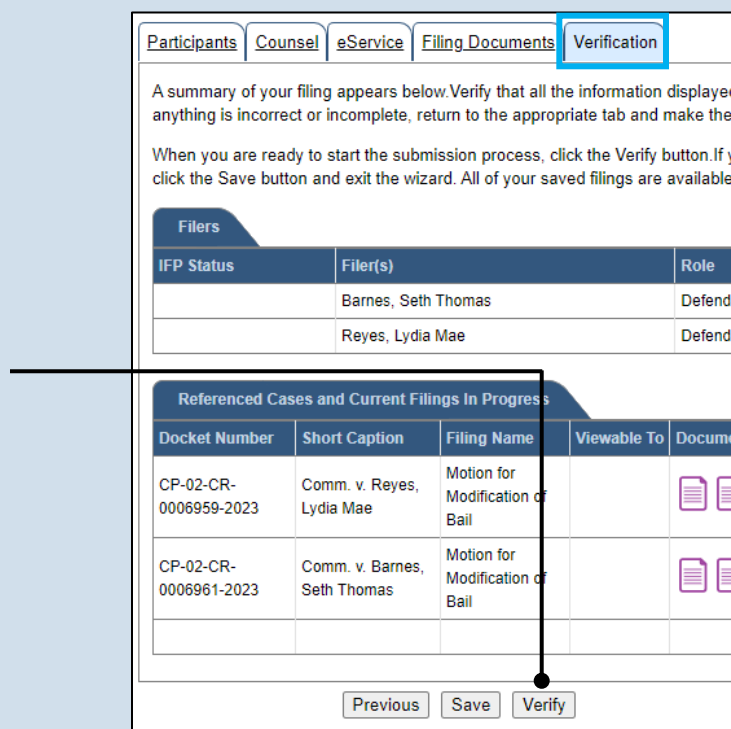 Participants Counsel eService Filing Documents Verification
A summary of your filing appears below.Verify that all the information displaye
anything is incorrect or incomplete, return to the appropriate tab and make the
When you are ready to start the submission process, click the Verify button.If
click the Save button and exit the wizard. All of your saved filings are available
Filers
IFP Status Filer(s) Role
Barnes, Seth Thomas Defend
Reyes, Lydia Mae Defend
Referenced Cases and Current Filings In Progress
Docket Number Short Caption Filing Name Viewable To Docume
CP-02-CR-
0006959-2023
Comm. v. Reyes,
Lydia Mae
Motion for
Modification of
Bail
CP-02-CR-
0006961-2023
Comm. v. Barnes,
Seth Thomas
Motion for
Modification of
Bail
Previous Save Verify